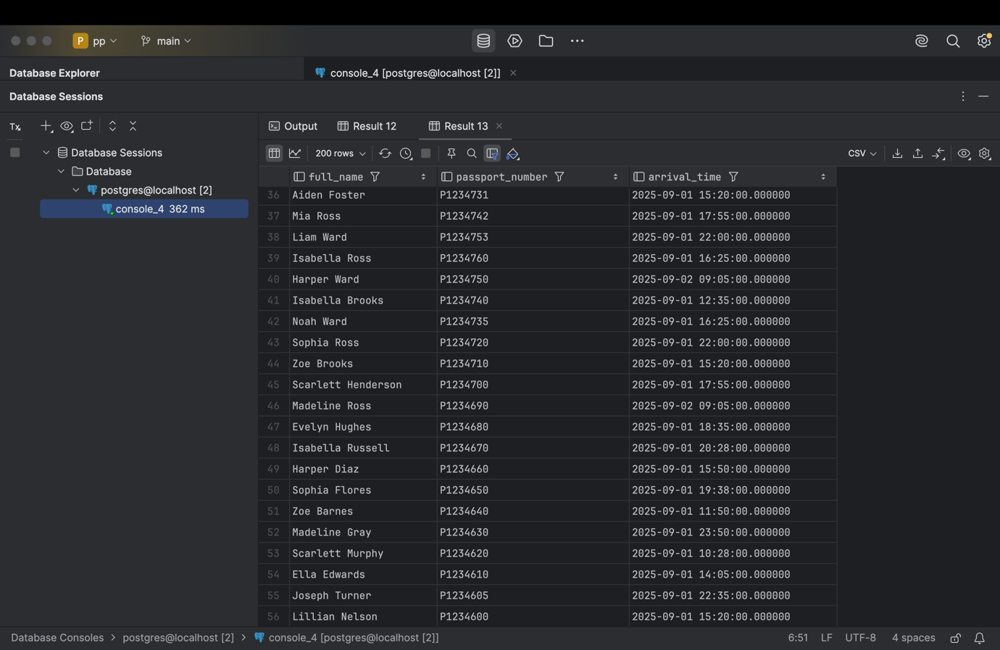 P pp main
Database Explorer
console_4 [postgres@localhost [2]]
Database Sessions
Tx
Output Result 12 Result 13
Database Sessions
Database
postgres@localhost [2]
console_4 362 ms
200 rows CSV
full_name passport_number arrival_time
36 Aiden Foster P1234731 2025-09-01 15:20:00.000000
37 Mia Ross P1234742 2025-09-01 17:55:00.000000
38 Liam Ward P1234753 2025-09-01 22:00:00.000000
39 Isabella Ross P1234760 2025-09-01 16:25:00.000000
40 Harper Ward P1234750 2025-09-02 09:05:00.000000
41 Isabella Brooks P1234740 2025-09-01 12:35:00.000000
42 Noah Ward P1234735 2025-09-01 16:25:00.000000
43 Sophia Ross P1234720 2025-09-01 22:00:00.000000
44 Zoe Brooks P1234710 2025-09-01 15:20:00.000000
45 Scarlett Henderson P1234700 2025-09-01 17:55:00.000000
46 Madeline Ross P1234690 2025-09-02 09:05:00.000000
47 Evelyn Hughes P1234680 2025-09-01 18:35:00.000000
48 Isabella Russell P1234670 2025-09-01 20:28:00.000000
49 Harper Diaz P1234660 2025-09-01 15:50:00.000000
50 Sophia Flores P1234650 2025-09-01 19:38:00.000000
51 Zoe Barnes P1234640 2025-09-01 11:50:00.000000
52 Madeline Gray P1234630 2025-09-01 23:50:00.000000
53 Scarlett Murphy P1234620 2025-09-01 10:28:00.000000
54 Ella Edwards P1234610 2025-09-01 14:05:00.000000
55 Joseph Turner P1234605 2025-09-01 22:35:00.000000
56 Lillian Nelson P1234600 2025-09-01 15:20:00.000000
Database Consoles > postgres@localhost [2] > console_4 [postgres@localhost [2]] 6:51 LF UTF-8 4 spaces